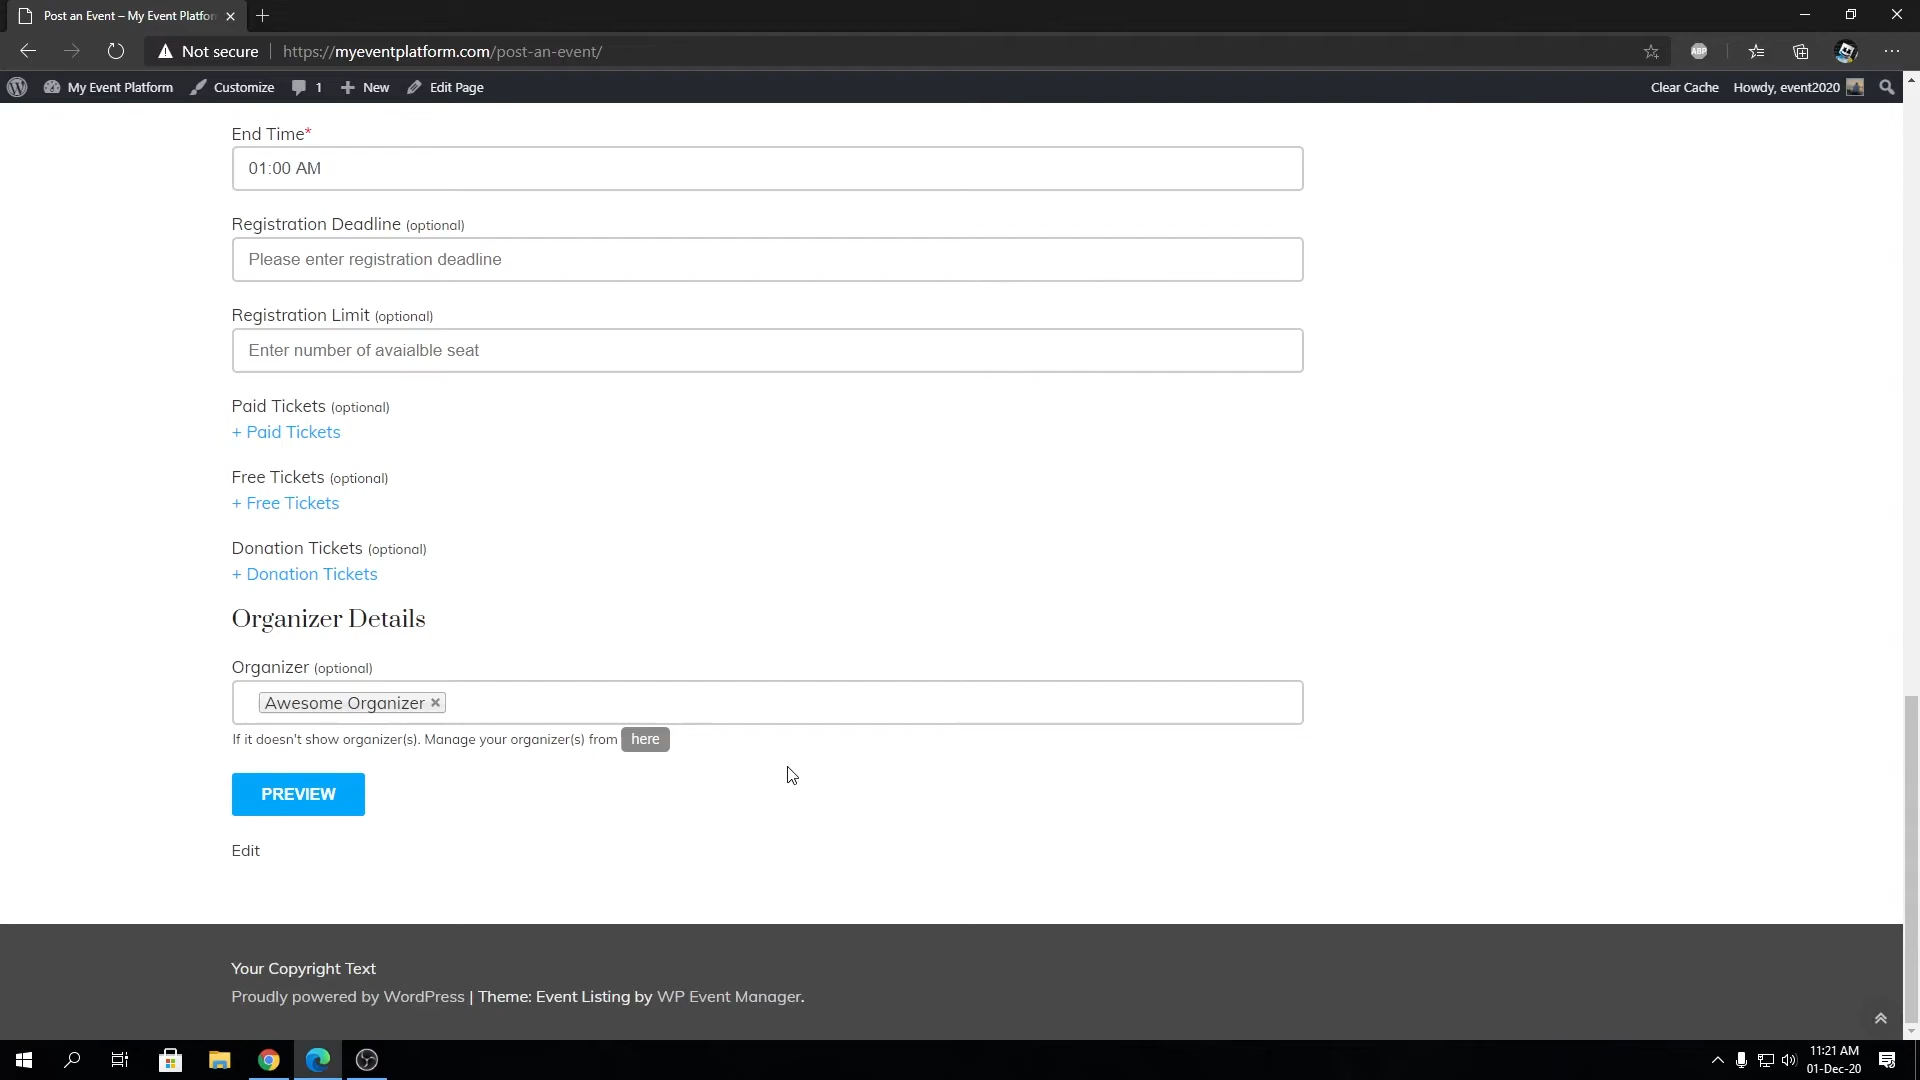 Post an Event – My Event Platfor
Not secure
https://myeventplatform.com/post-an-event/
ABP
My Event Platform
Customize
1
New
Edit Page
Clear Cache
Howdy, event2020
End Time*
01:00 AM
Registration Deadline (optional)
Please enter registration deadline
Registration Limit (optional)
Enter number of avaialble seat
Paid Tickets (optional)
+ Paid Tickets
Free Tickets (optional)
+ Free Tickets
Donation Tickets (optional)
+ Donation Tickets
Organizer Details
Organizer (optional)
Awesome Organizer ×
If it doesn't show organizer(s). Manage your organizer(s) from here
PREVIEW
Edit
Your Copyright Text
Proudly powered by WordPress | Theme: Event Listing by WP Event Manager.
11:21 AM
01-Dec-20